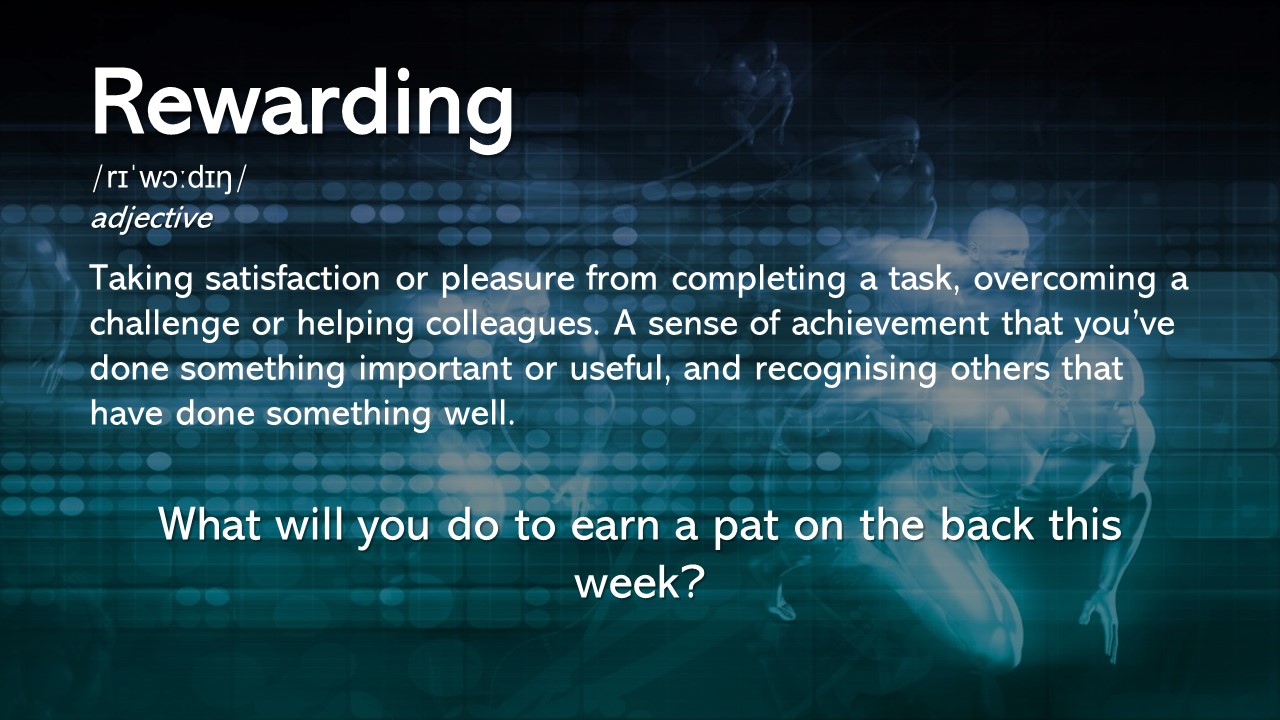 Rewarding
/rɪˈwɔːdɪŋ/
adjective
Taking satisfaction or pleasure from completing a task, overcoming a
challenge or helping colleagues. A sense of achievement that you’ve
done something important or useful, and recognising others that
have done something well.
What will you do to earn a pat on the back this
week?